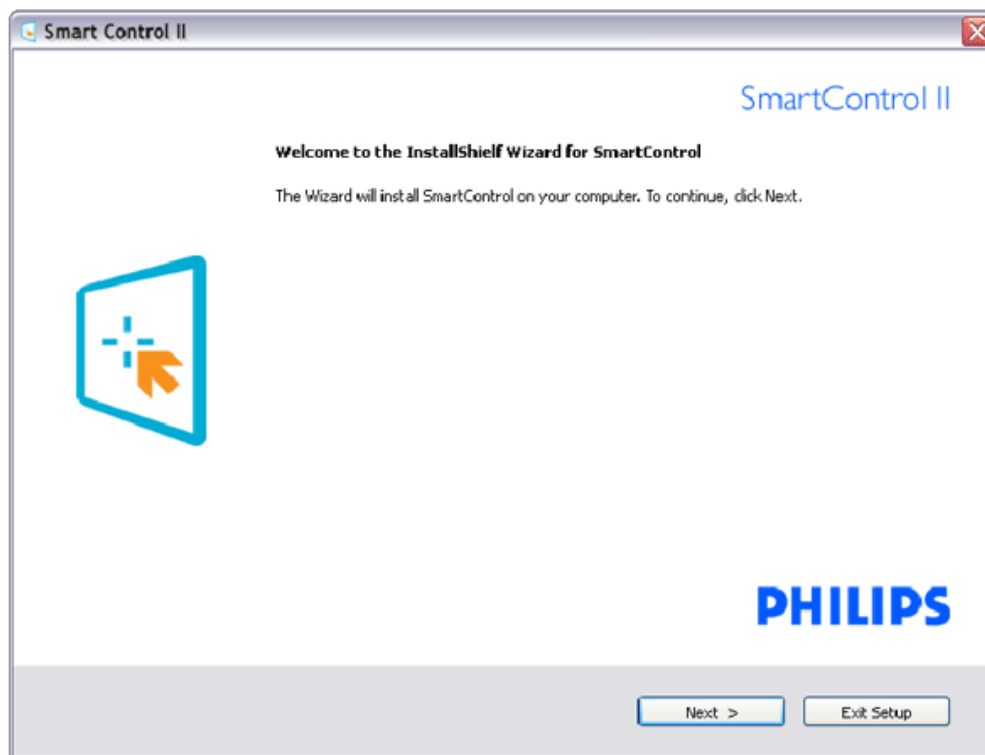 Smart Control II
SmartControl II
Welcome to the InstallShielf Wizard for SmartControl
The Wizard will install SmartControl on your computer. To continue, click Next.
PHILIPS
Next >
Exit Setup